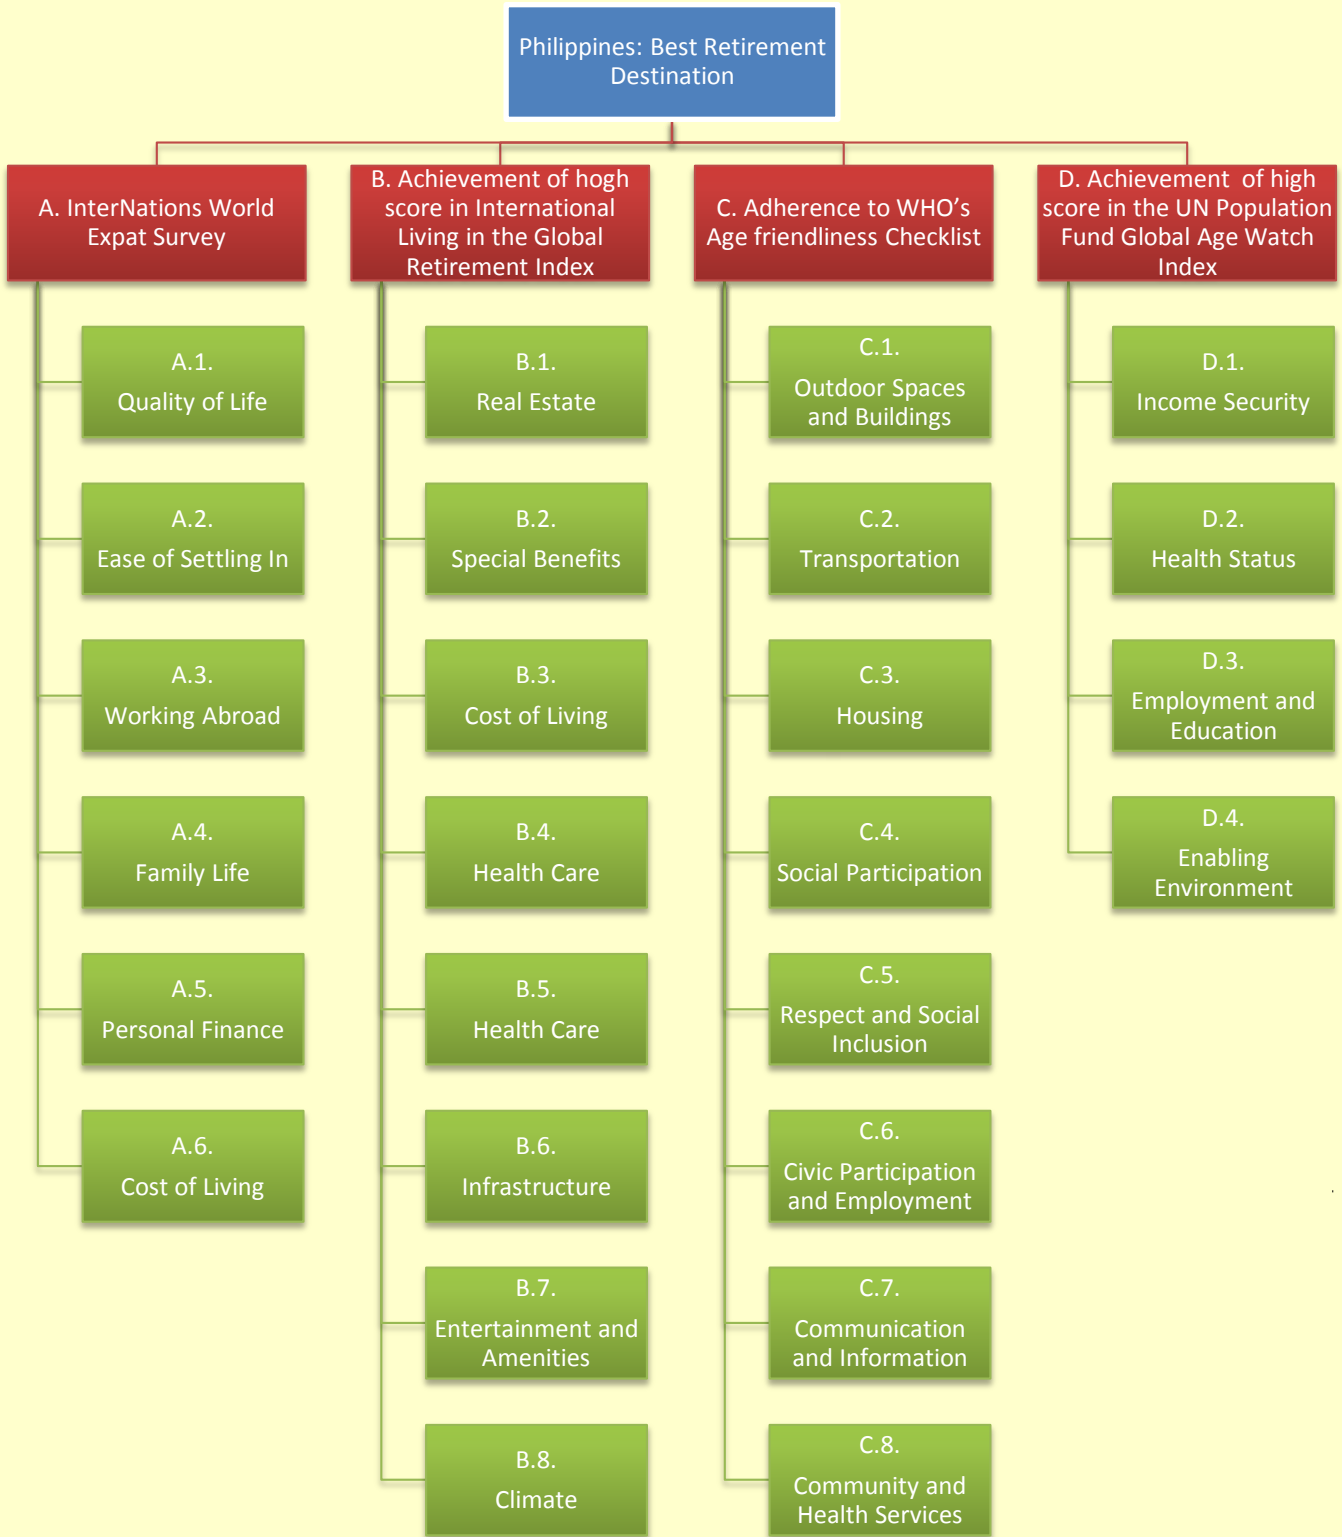 Philippines: Best Retirement
Destination
A. InterNations World
Expat Survey
A.1.
Quality of Life
A.2.
Ease of Settling In
A.3.
Working Abroad
A.4.
Family Life
A.5.
Personal Finance
A.6.
Cost of Living
B. Achievement of hogh
score in International
Living in the Global
Retirement Index
B.1.
Real Estate
B.2.
Special Benefits
B.3.
Cost of Living
B.4.
Health Care
B.5.
Health Care
B.6.
Infrastructure
B.7.
Entertainment and
Amenities
B.8.
Climate
C. Adherence to WHO’s
Age friendliness Checklist
C.1.
Outdoor Spaces
and Buildings
C.2.
Transportation
C.3.
Housing
C.4.
Social Participation
C.5.
Respect and Social
Inclusion
C.6.
Civic Participation
and Employment
C.7.
Communication
and Information
C.8.
Community and
Health Services
D. Achievement of high
score in the UN Population
Fund Global Age Watch
Index
D.1.
Income Security
D.2.
Health Status
D.3.
Employment and
Education
D.4.
Enabling
Environment